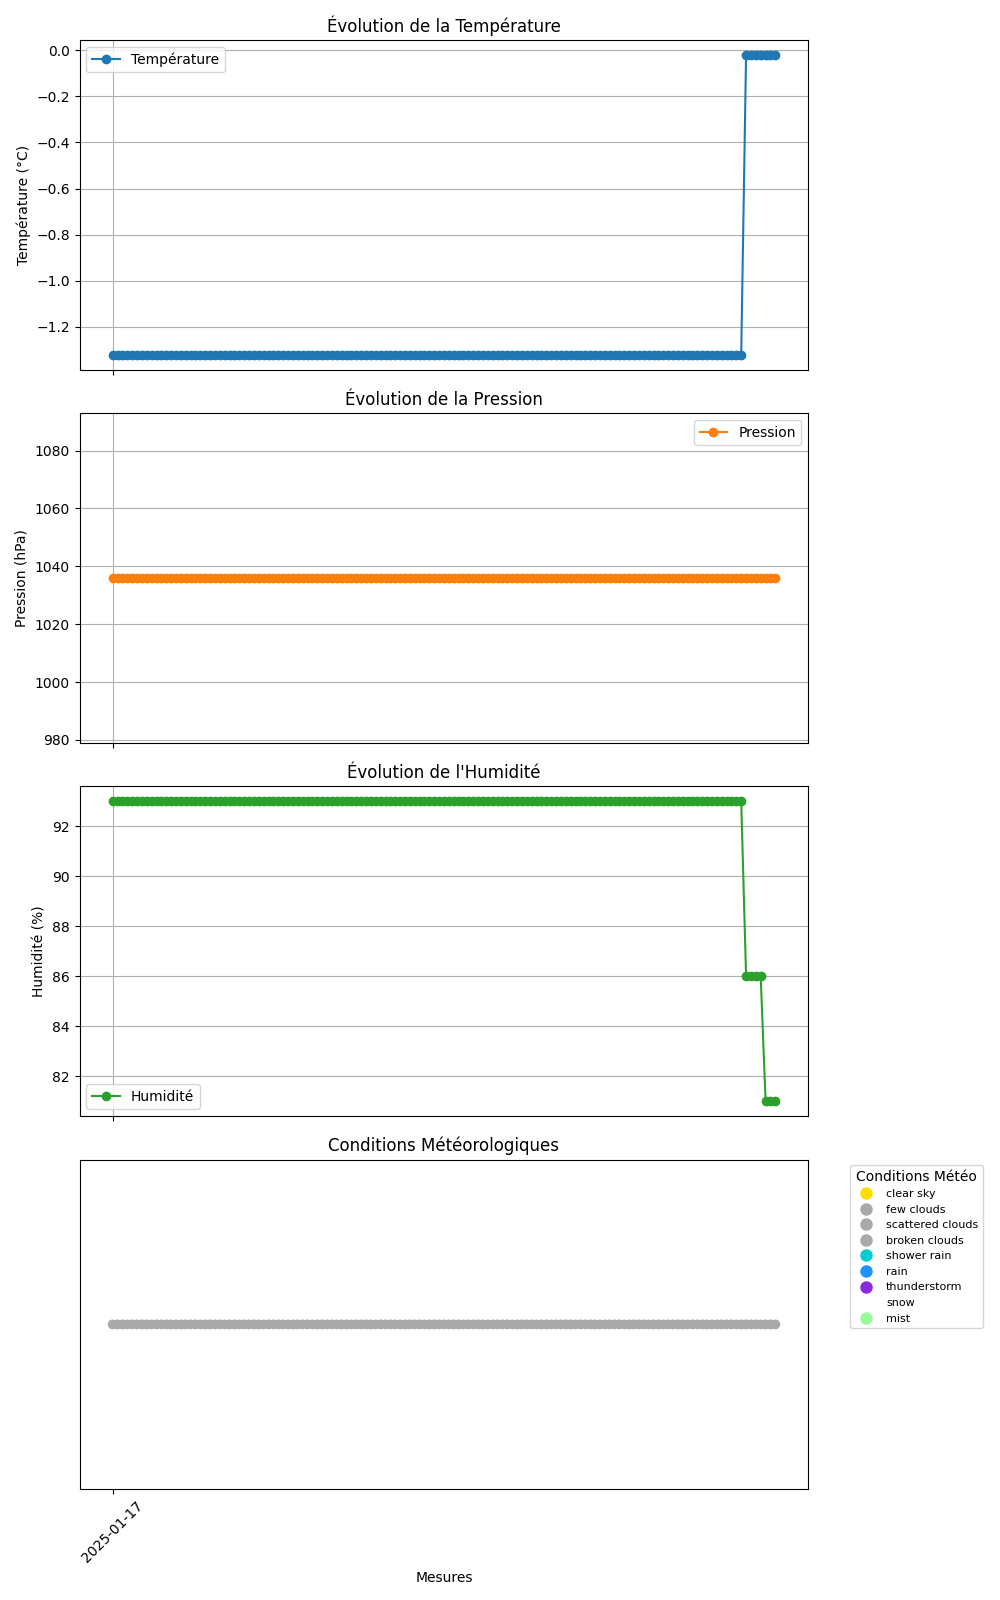 Évolution de la Température
Température
0.0
−0.2
−0.4
−0.6
−0.8
−1.0
−1.2
Température (°C)
Évolution de la Pression
Pression
1080
1060
1040
1020
1000
980
Pression (hPa)
Évolution de l'Humidité
92
90
88
86
84
82
Humidité (%)
Humidité
Conditions Météorologiques
Conditions Météo
clear sky
few clouds
scattered clouds
broken clouds
shower rain
rain
thunderstorm
snow
mist
2025-01-17
Mesures